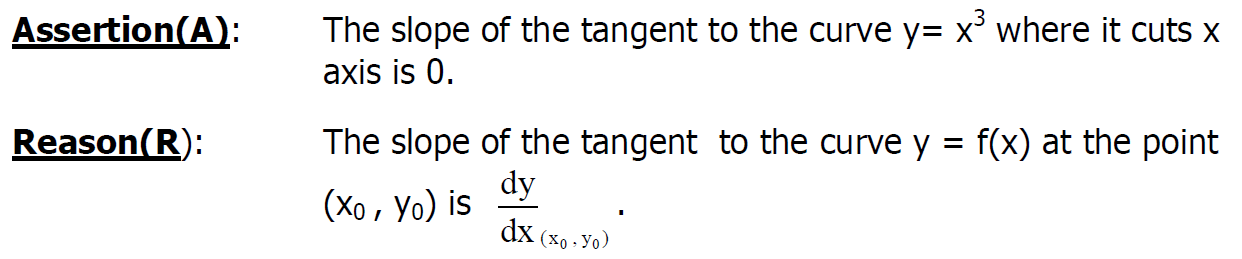 Assertion(A): The slope of the tangent to the curve y= x³ where it cuts x
axis is 0.
Reason(R): The slope of the tangent to the curve y = f(x) at the point
(x₀ , y₀) is dy/dx (x₀ , y₀) .